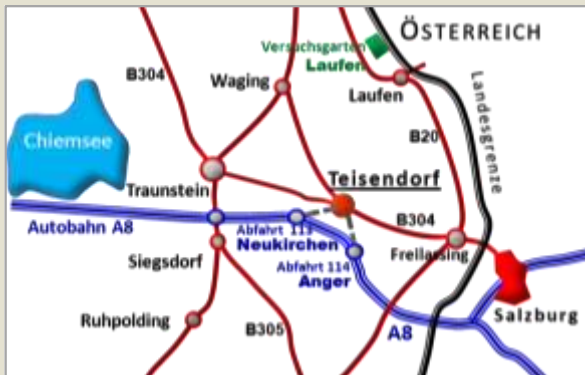 ÖSTERREICH
Versuchsgarten
Laufen
B304
Waging
Laufen
Landesgrenze
Chiemsee
B20
Traunstein
Teisendorf
Autobahn A8
Abfahrt 113
Neukirchen
B304
Siegsdorf
Abfahrt 114
Anger
Freilassing
Ruhpolding
B305
A8
Salzburg